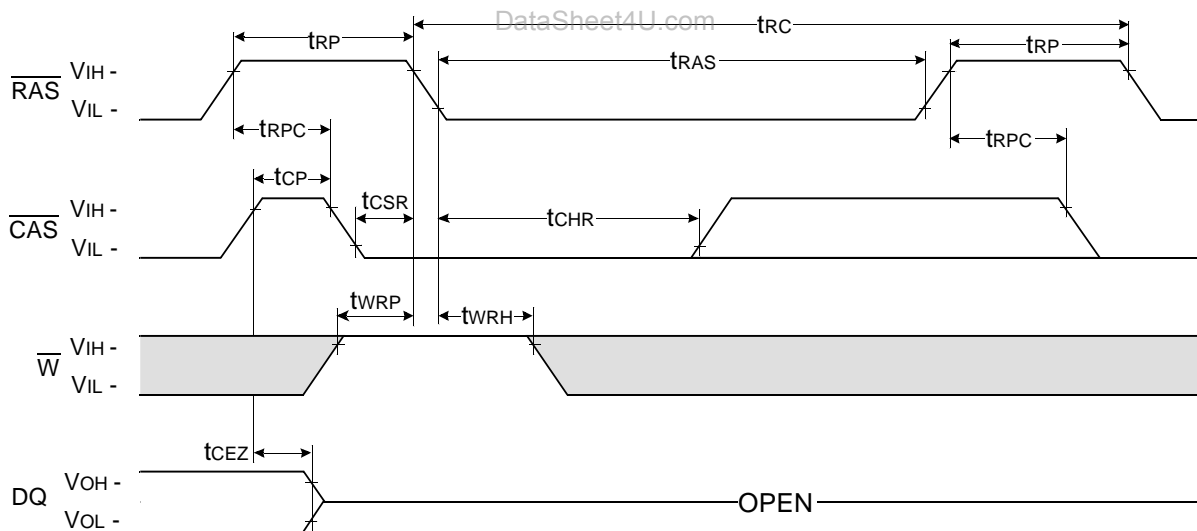 DataSheet4U.com
tRP
tRC
tRAS
tRP
RAS
VIH -
VIL -
tRPC
tRPC
tCP
tCSR
tCHR
CAS
VIH -
VIL -
tWRP
tWRH
W
VIH -
VIL -
tCEZ
DQ
VOH -
VOL -
OPEN